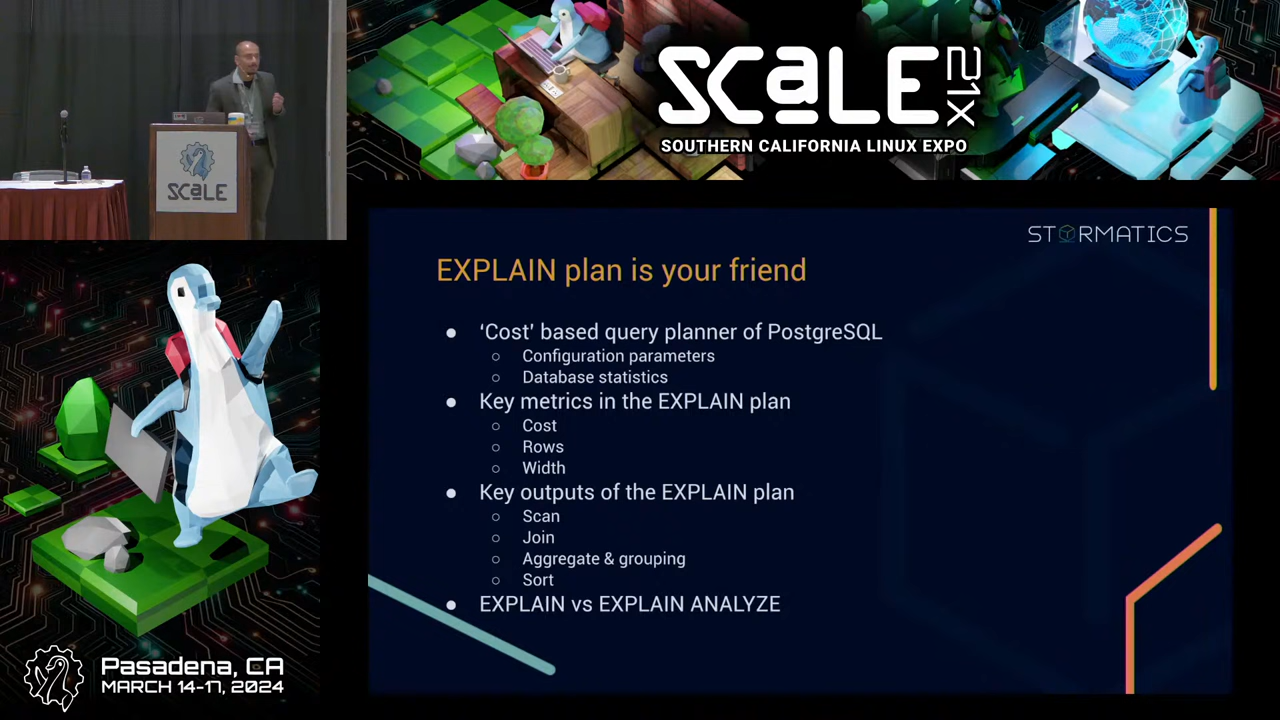 SCaLE
21X
SOUTHERN CALIFORNIA LINUX EXPO
SCaLE
STORMATICS
EXPLAIN plan is your friend
● ‘Cost’ based query planner of PostgreSQL
○ Configuration parameters
○ Database statistics
● Key metrics in the EXPLAIN plan
○ Cost
○ Rows
○ Width
● Key outputs of the EXPLAIN plan
○ Scan
○ Join
○ Aggregate & grouping
○ Sort
● EXPLAIN vs EXPLAIN ANALYZE
Pasadena, CA
MARCH 14-17, 2024